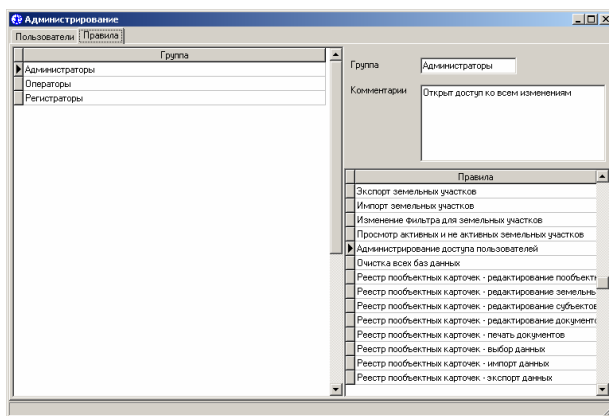 Администрирование
Пользователи Правила
Группа
Администраторы
Операторы
Регистраторы
Группа Администраторы
Комментарии Открыт доступ ко всем изменениям
Правила
Экспорт земельных участков
Импорт земельных участков
Изменение фильтра для земельных участков
Просмотр активных и не активных земельных участков
Администрирование доступа пользователей
Очистка всех баз данных
Реестр пообъектных карточек - редактирование пообъектн
Реестр пообъектных карточек - редактирование земельнь
Реестр пообъектных карточек - редактирование субъектов
Реестр пообъектных карточек - редактирование документо
Реестр пообъектных карточек - печать документов
Реестр пообъектных карточек - выбор данных
Реестр пообъектных карточек - импорт данных
Реестр пообъектных карточек - экспорт данных